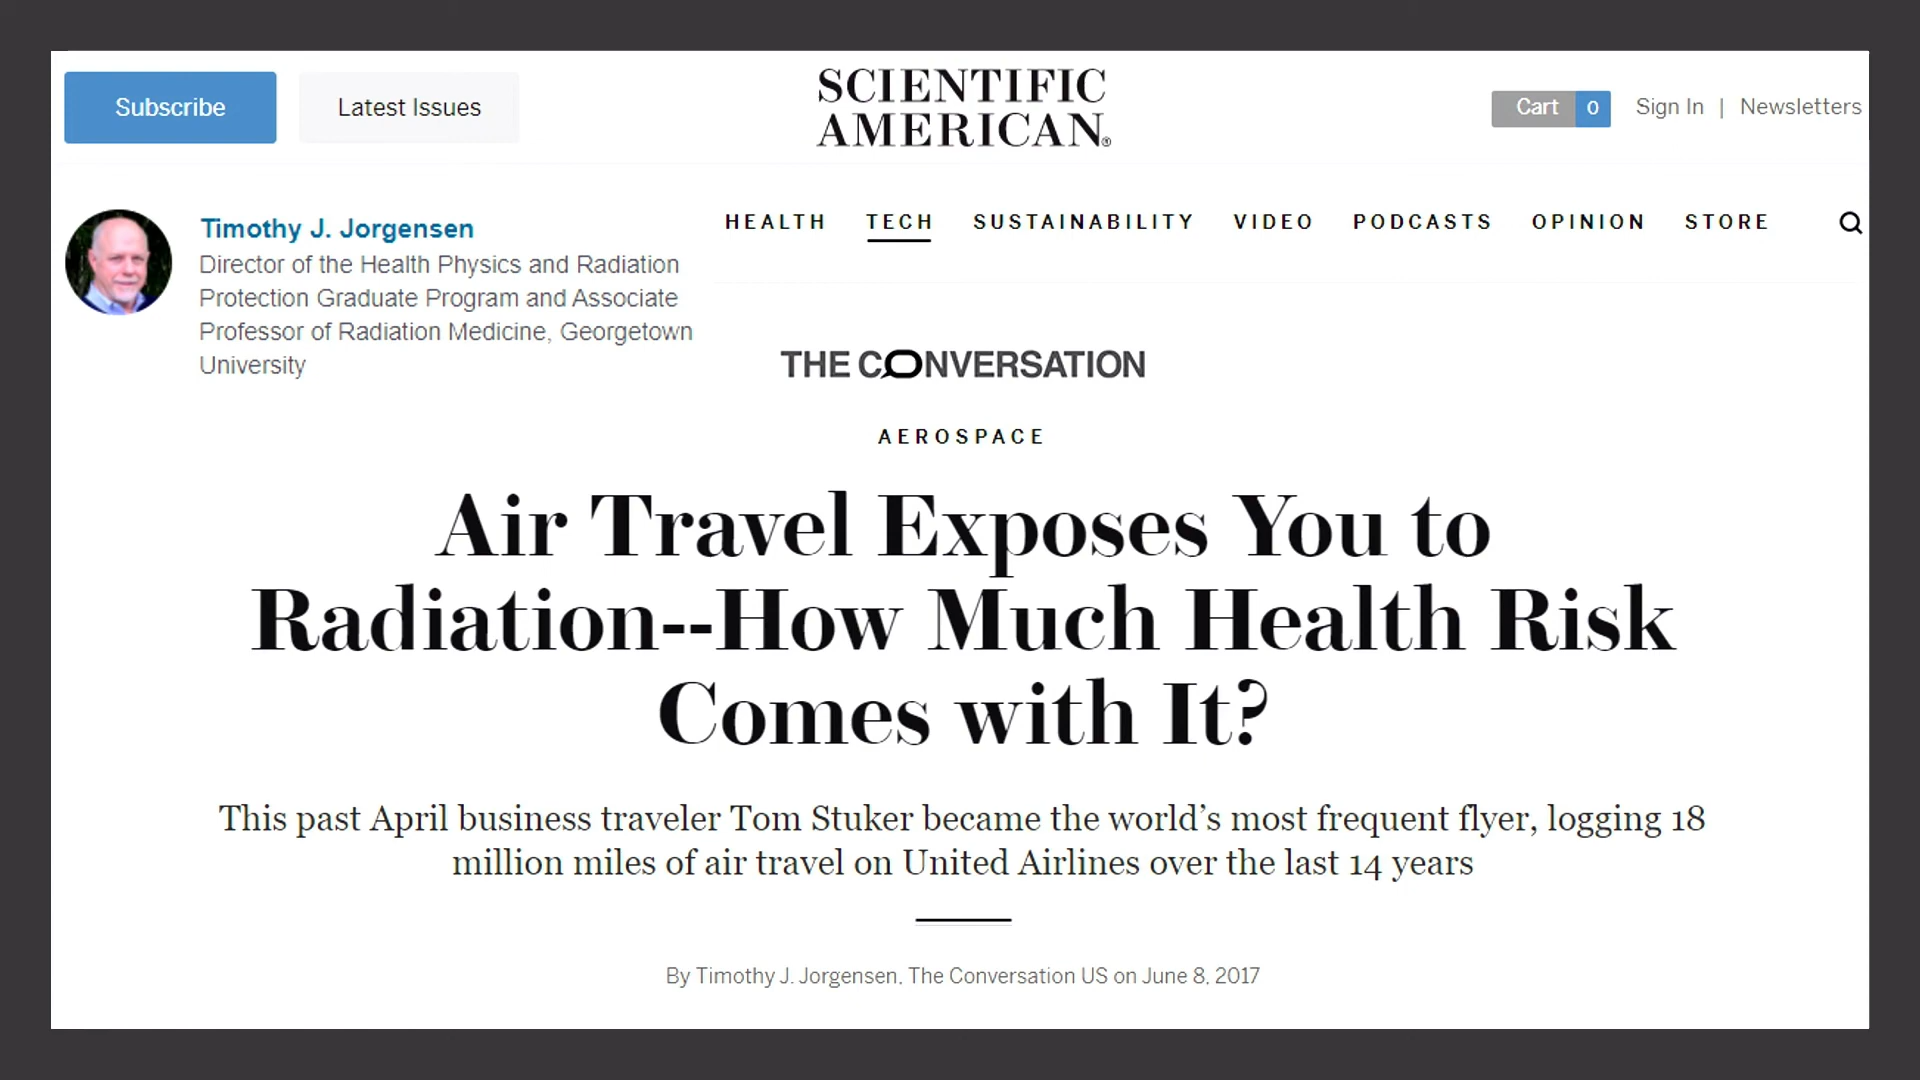 Subscribe
Latest Issues
SCIENTIFIC
AMERICAN®
Cart 0
Sign In | Newsletters
Timothy J. Jorgensen
Director of the Health Physics and Radiation
Protection Graduate Program and Associate
Professor of Radiation Medicine, Georgetown
University
HEALTH TECH SUSTAINABILITY VIDEO PODCASTS OPINION STORE
THE CONVERSATION
AEROSPACE
Air Travel Exposes You to
Radiation--How Much Health Risk
Comes with It?
This past April business traveler Tom Stuker became the world’s most frequent flyer, logging 18
million miles of air travel on United Airlines over the last 14 years
By Timothy J. Jorgensen, The Conversation US on June 8, 2017